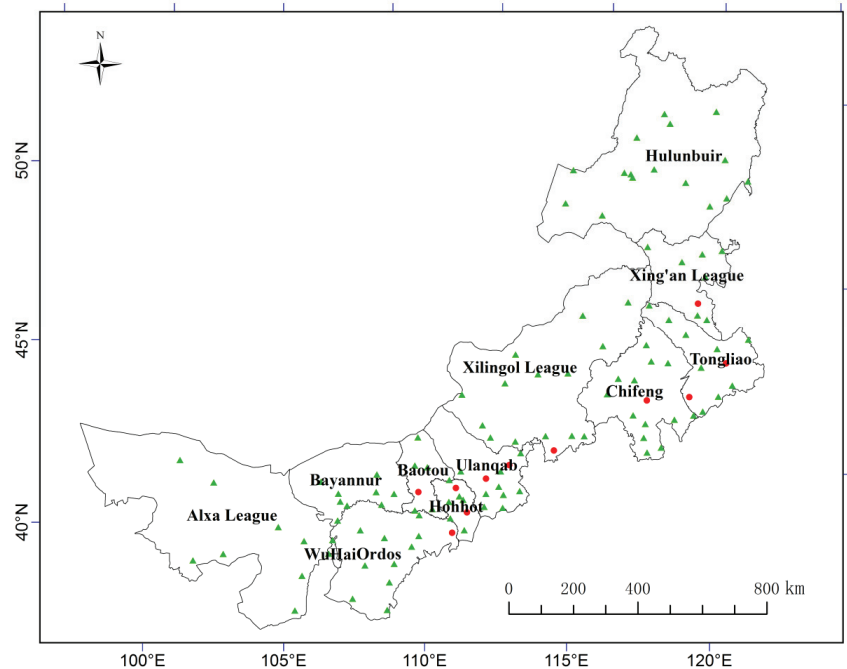 N
50°N
Hulunbuir
Xing'an League
45°N
Xilingol League
Tongliao
Chifeng
Baotou
Ulanqab
Bayannur
Hohhot
Alxa League
40°N
WuHaiOrdos
0 200 400 800 km
100°E 105°E 110°E 115°E 120°E